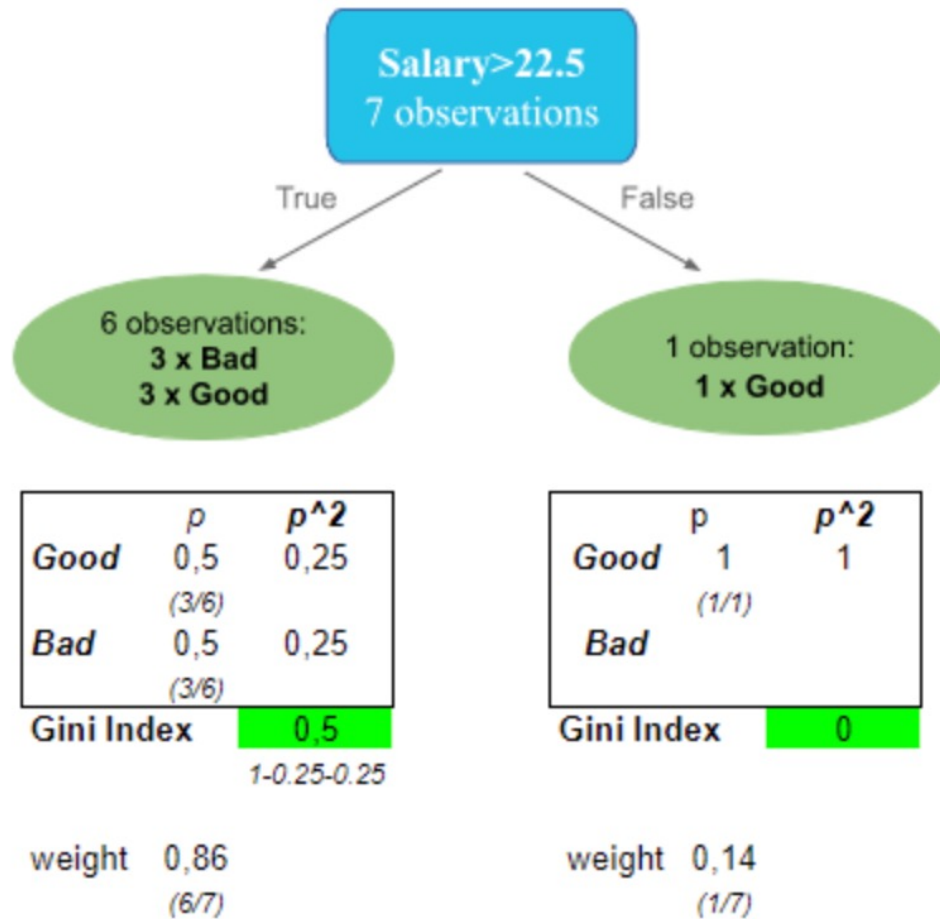 Salary>22.5
7 observations
True
False
6 observations:
3 x Bad
3 x Good
1 observation:
1 x Good
p p^2
Good 0,5 0,25
(3/6)
Bad 0,5 0,25
(3/6)
Gini Index 0,5
1-0.25-0.25
weight 0,86
(6/7)
p p^2
Good 1 1
(1/1)
Bad
Gini Index 0
weight 0,14
(1/7)